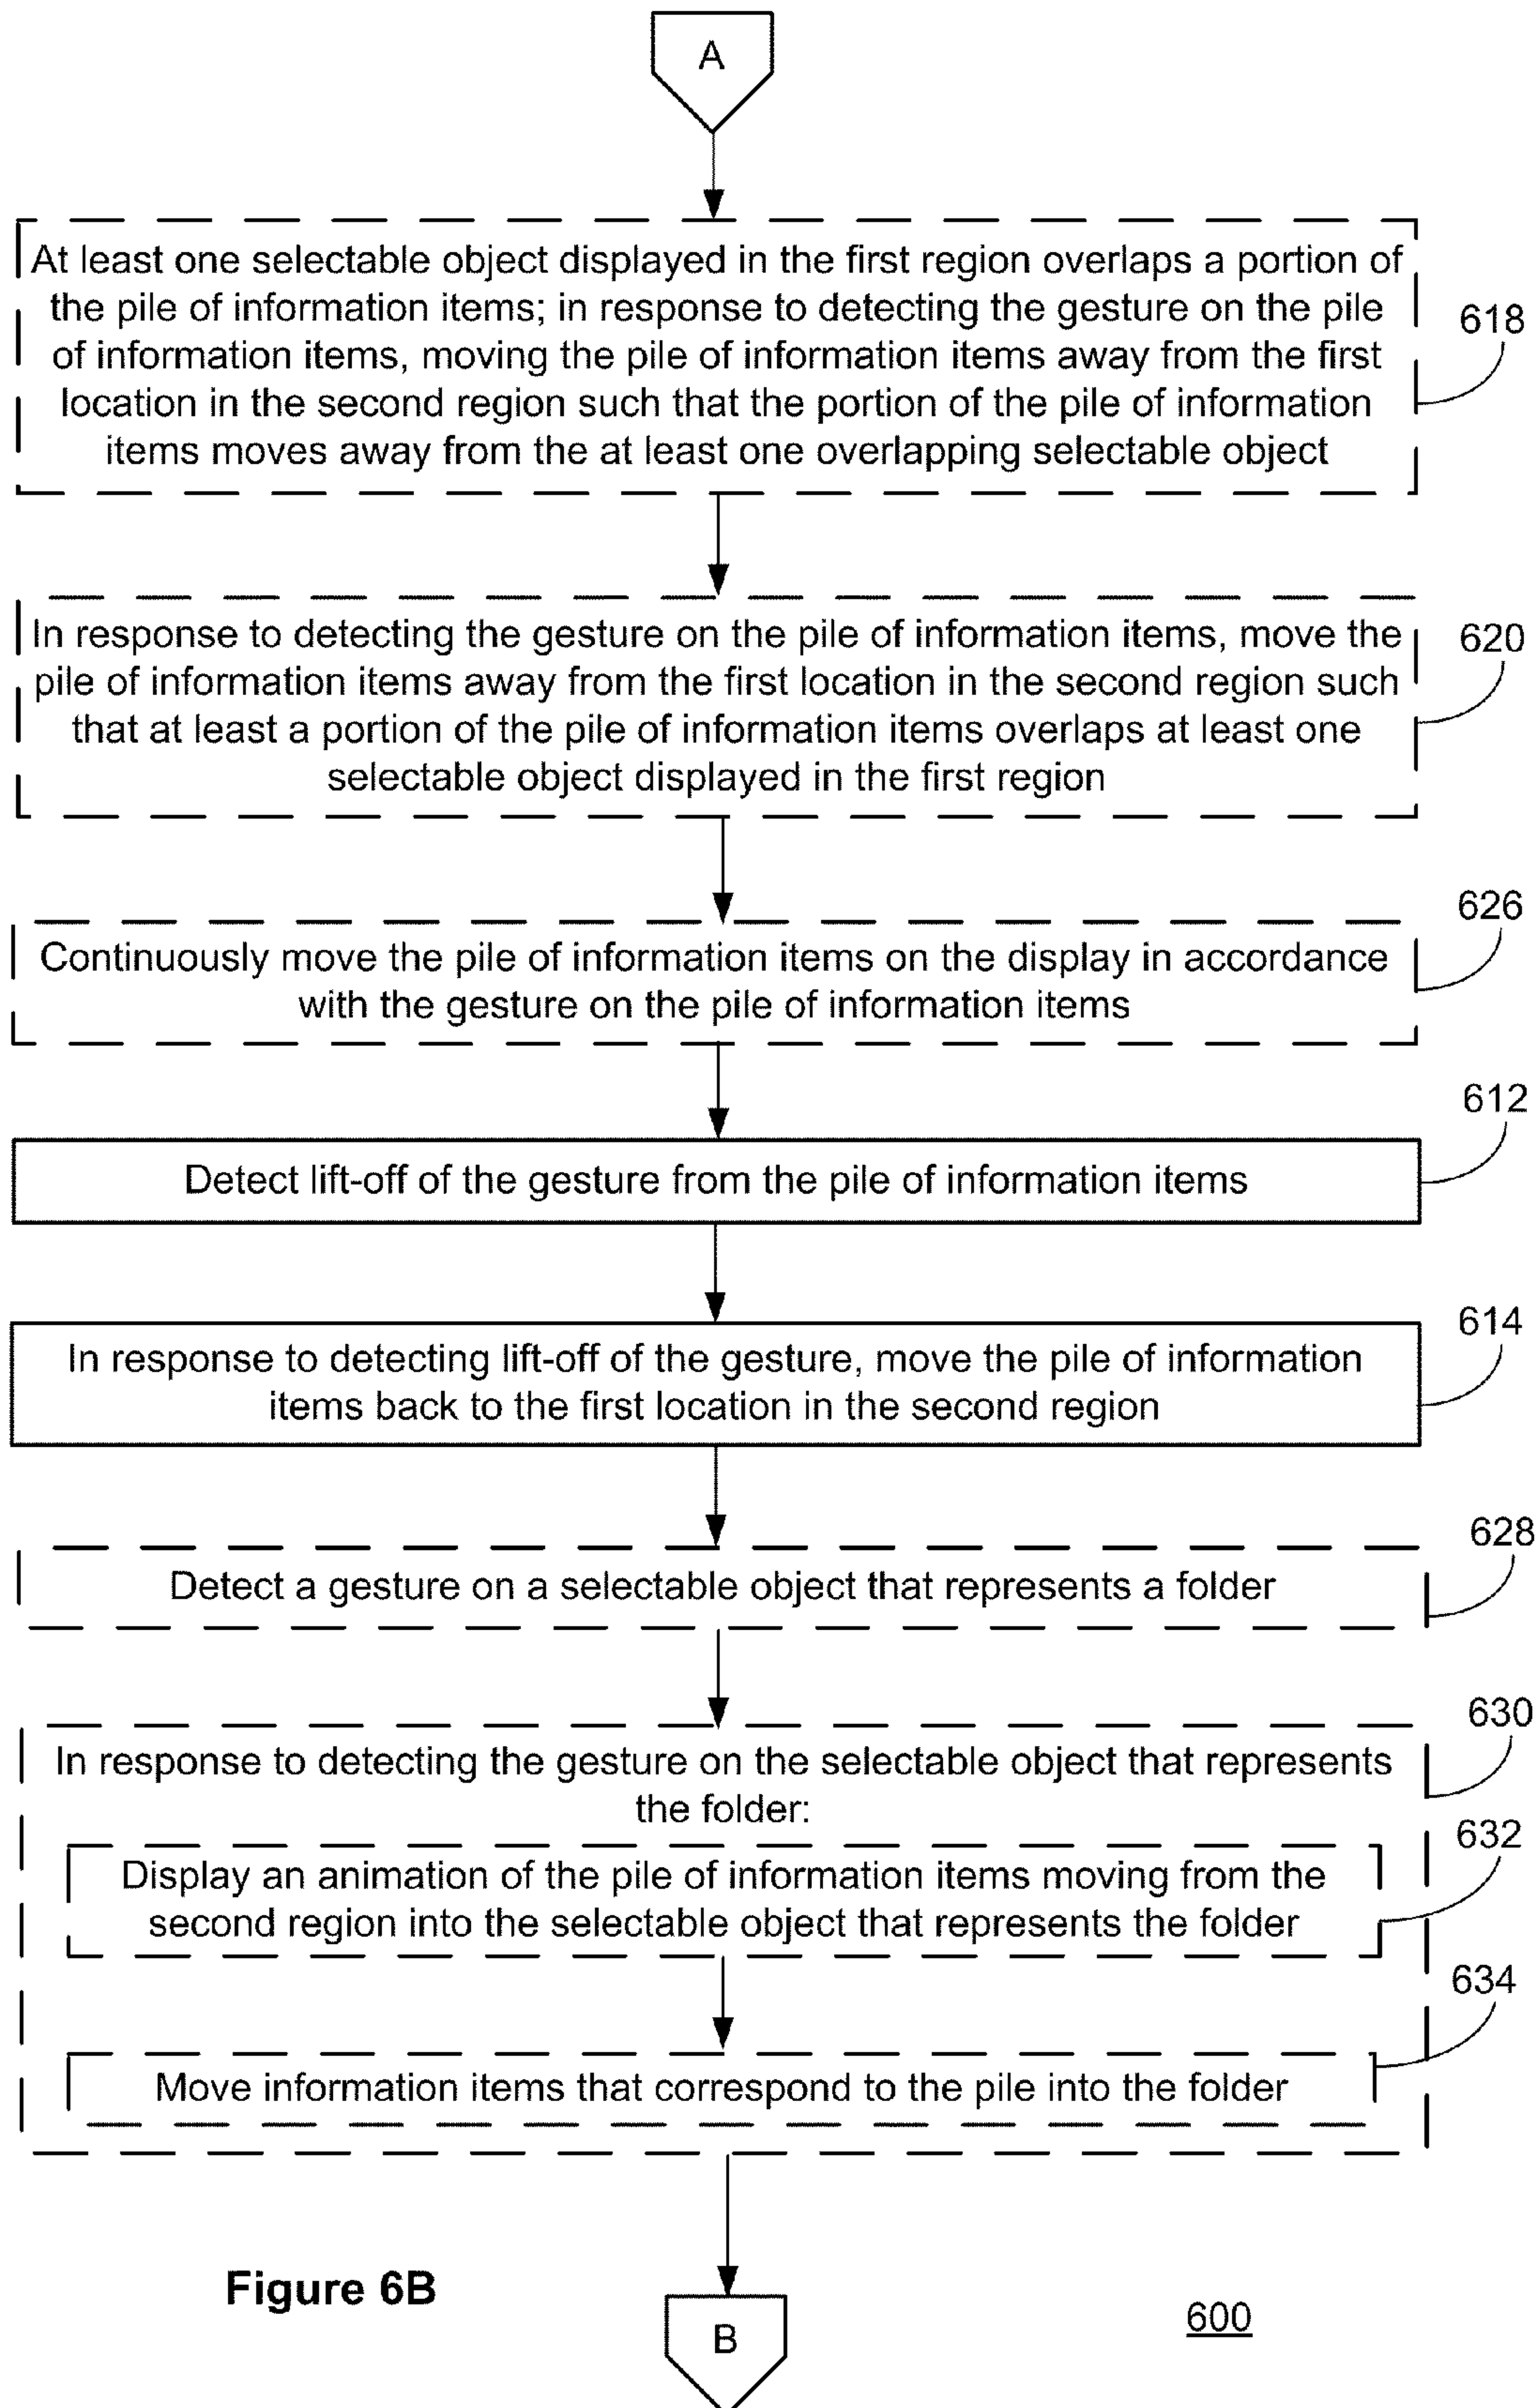 A
At least one selectable object displayed in the first region overlaps a portion of
the pile of information items; in response to detecting the gesture on the pile
of information items, moving the pile of information items away from the first
location in the second region such that the portion of the pile of information
items moves away from the at least one overlapping selectable object
618
In response to detecting the gesture on the pile of information items, move the
pile of information items away from the first location in the second region such
that at least a portion of the pile of information items overlaps at least one
selectable object displayed in the first region
620
Continuously move the pile of information items on the display in accordance
with the gesture on the pile of information items
626
Detect lift-off of the gesture from the pile of information items
612
In response to detecting lift-off of the gesture, move the pile of information
items back to the first location in the second region
614
Detect a gesture on a selectable object that represents a folder
628
In response to detecting the gesture on the selectable object that represents
the folder:
630
Display an animation of the pile of information items moving from the
second region into the selectable object that represents the folder
632
Move information items that correspond to the pile into the folder
634
Figure 6B
600
B